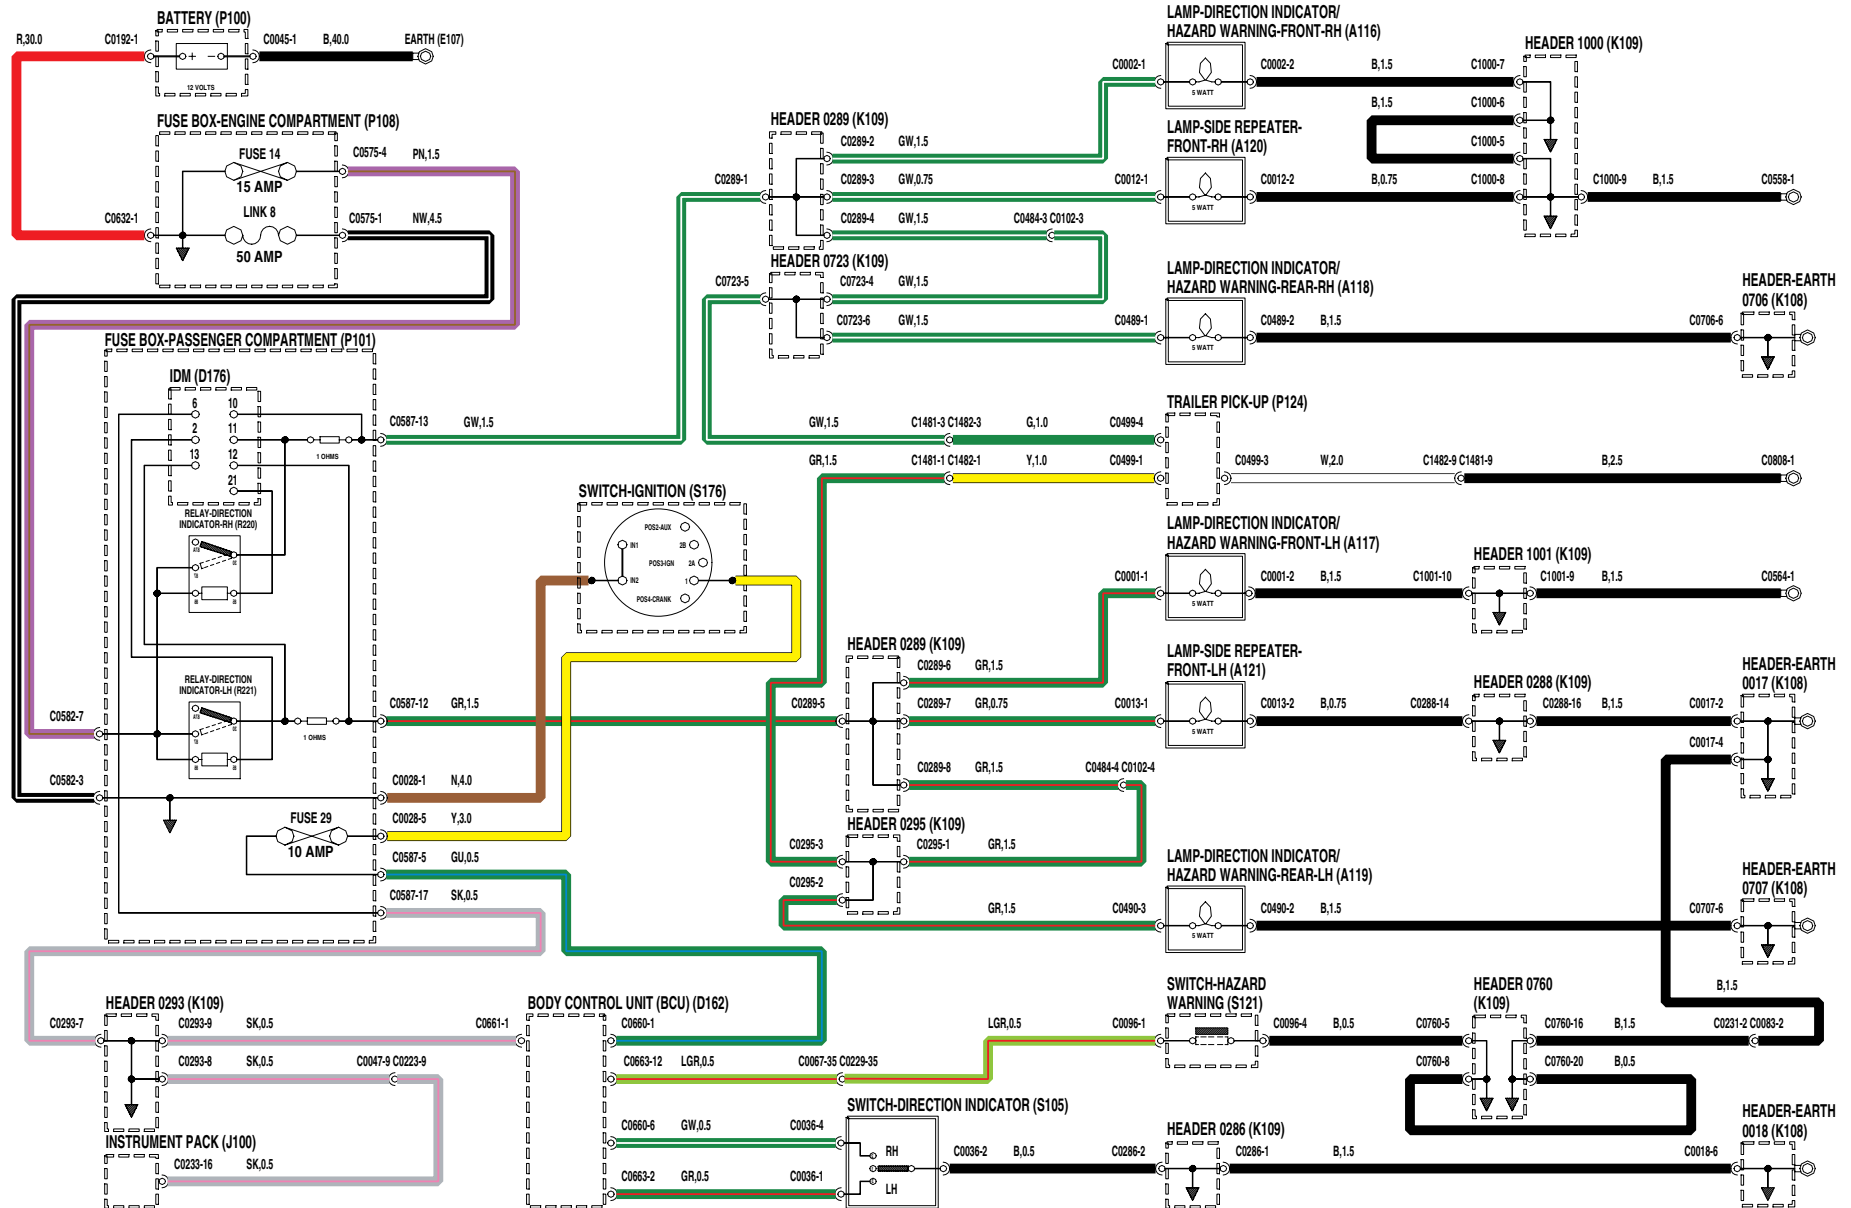 BATTERY (P100)
R,30.0
C0192-1
C0045-1
B,40.0
EARTH (E107)
+
−
12 VOLTS
FUSE BOX-ENGINE COMPARTMENT (P108)
FUSE 14
15 AMP
C0575-4
PN,1.5
LINK 8
50 AMP
C0632-1
C0575-1
NW,4.5
FUSE BOX-PASSENGER COMPARTMENT (P101)
IDM (D176)
6
10
2
11
13
12
21
1 OHMS
C0587-13
GW,1.5
RELAY-DIRECTION
INDICATOR-RH (R220)
RELAY-DIRECTION
INDICATOR-LH (R221)
1 OHMS
C0582-7
C0587-12
GR,1.5
C0582-3
C0028-1
N,4.0
C0028-5
Y,3.0
FUSE 29
10 AMP
C0587-5
GU,0.5
C0587-17
SK,0.5
SWITCH-IGNITION (S176)
POS2-AUX
IN1
2B
POS3-IGN
2A
IN2
1
POS4-CRANK
HEADER 0289 (K109)
C0289-1
C0289-2
GW,1.5
C0289-3
GW,0.75
C0289-4
GW,1.5
C0484-3 C0102-3
HEADER 0723 (K109)
C0723-5
C0723-4
GW,1.5
C0723-6
GW,1.5
LAMP-DIRECTION INDICATOR/
HAZARD WARNING-FRONT-RH (A116)
C0002-1
5 WATT
C0002-2
B,1.5
C1000-7
HEADER 1000 (K109)
B,1.5
C1000-6
C1000-5
LAMP-SIDE REPEATER-
FRONT-RH (A120)
C0012-1
5 WATT
C0012-2
B,0.75
C1000-8
C1000-9
B,1.5
C0558-1
LAMP-DIRECTION INDICATOR/
HAZARD WARNING-REAR-RH (A118)
C0489-1
5 WATT
C0489-2
B,1.5
C0706-6
HEADER-EARTH
0706 (K108)
TRAILER PICK-UP (P124)
GW,1.5
C1481-3 C1482-3
G,1.0
C0499-4
GR,1.5
C1481-1 C1482-1
Y,1.0
C0499-1
C0499-3
W,2.0
C1482-9 C1481-9
B,2.5
C0808-1
LAMP-DIRECTION INDICATOR/
HAZARD WARNING-FRONT-LH (A117)
C0001-1
5 WATT
C0001-2
B,1.5
C1001-10
HEADER 1001 (K109)
C1001-9
B,1.5
C0564-1
HEADER 0289 (K109)
C0289-5
C0289-6
GR,1.5
C0289-7
GR,0.75
C0289-8
GR,1.5
C0484-4 C0102-4
LAMP-SIDE REPEATER-
FRONT-LH (A121)
C0013-1
5 WATT
C0013-2
B,0.75
C0288-14
HEADER 0288 (K109)
C0288-16
B,1.5
C0017-2
C0017-4
HEADER-EARTH
0017 (K108)
HEADER 0295 (K109)
C0295-3
C0295-1
GR,1.5
C0295-2
GR,1.5
LAMP-DIRECTION INDICATOR/
HAZARD WARNING-REAR-LH (A119)
C0490-3
5 WATT
C0490-2
B,1.5
C0707-6
HEADER-EARTH
0707 (K108)
B,1.5
HEADER 0293 (K109)
C0293-7
C0293-9
SK,0.5
C0661-1
C0293-8
SK,0.5
C0047-9 C0223-9
INSTRUMENT PACK (J100)
C0233-16
SK,0.5
BODY CONTROL UNIT (BCU) (D162)
C0660-1
C0663-12
LGR,0.5
C0067-35 C0229-35
LGR,0.5
C0096-1
SWITCH-HAZARD
WARNING (S121)
C0096-4
B,0.5
C0760-5
HEADER 0760
(K109)
C0760-16
B,1.5
C0231-2 C0083-2
C0760-8
C0760-20
B,0.5
C0660-6
GW,0.5
C0036-4
C0663-2
GR,0.5
C0036-1
SWITCH-DIRECTION INDICATOR (S105)
RH
LH
C0036-2
B,0.5
C0286-2
HEADER 0286 (K109)
C0286-1
B,1.5
C0018-6
HEADER-EARTH
0018 (K108)